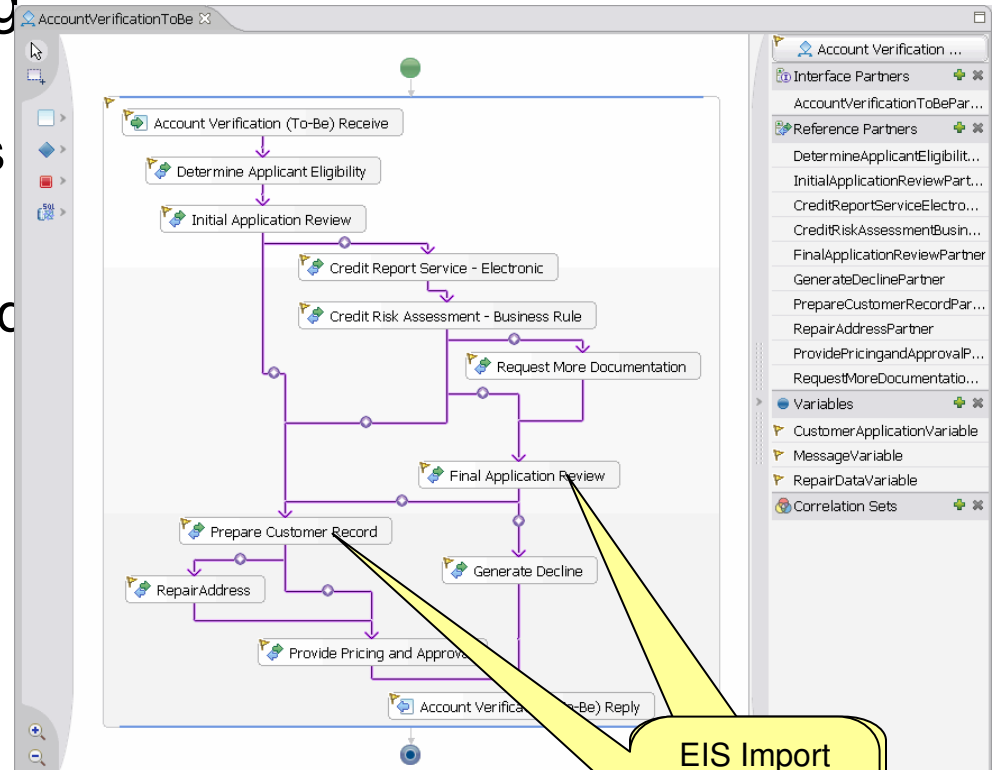 g
AccountVerificationToBe
s
Account Verification (To-Be) Receive
Determine Applicant Eligibility
Initial Application Review
Credit Report Service - Electronic
Credit Risk Assessment - Business Rule
Request More Documentation
Final Application Review
Prepare Customer Record
Generate Decline
RepairAddress
Provide Pricing and Approva
Account Verifica o-Be) Reply
EIS Import
Account Verification ...
Interface Partners
AccountVerificationToBePar...
Reference Partners
DetermineApplicantEligibilit...
InitialApplicationReviewPart...
CreditReportServiceElectro...
CreditRiskAssessmentBusin...
FinalApplicationReviewPartner
GenerateDeclinePartner
PrepareCustomerRecordPar...
RepairAddressPartner
ProvidePricingandApprovalP...
RequestMoreDocumentatio...
Variables
CustomerApplicationVariable
MessageVariable
RepairDataVariable
Correlation Sets